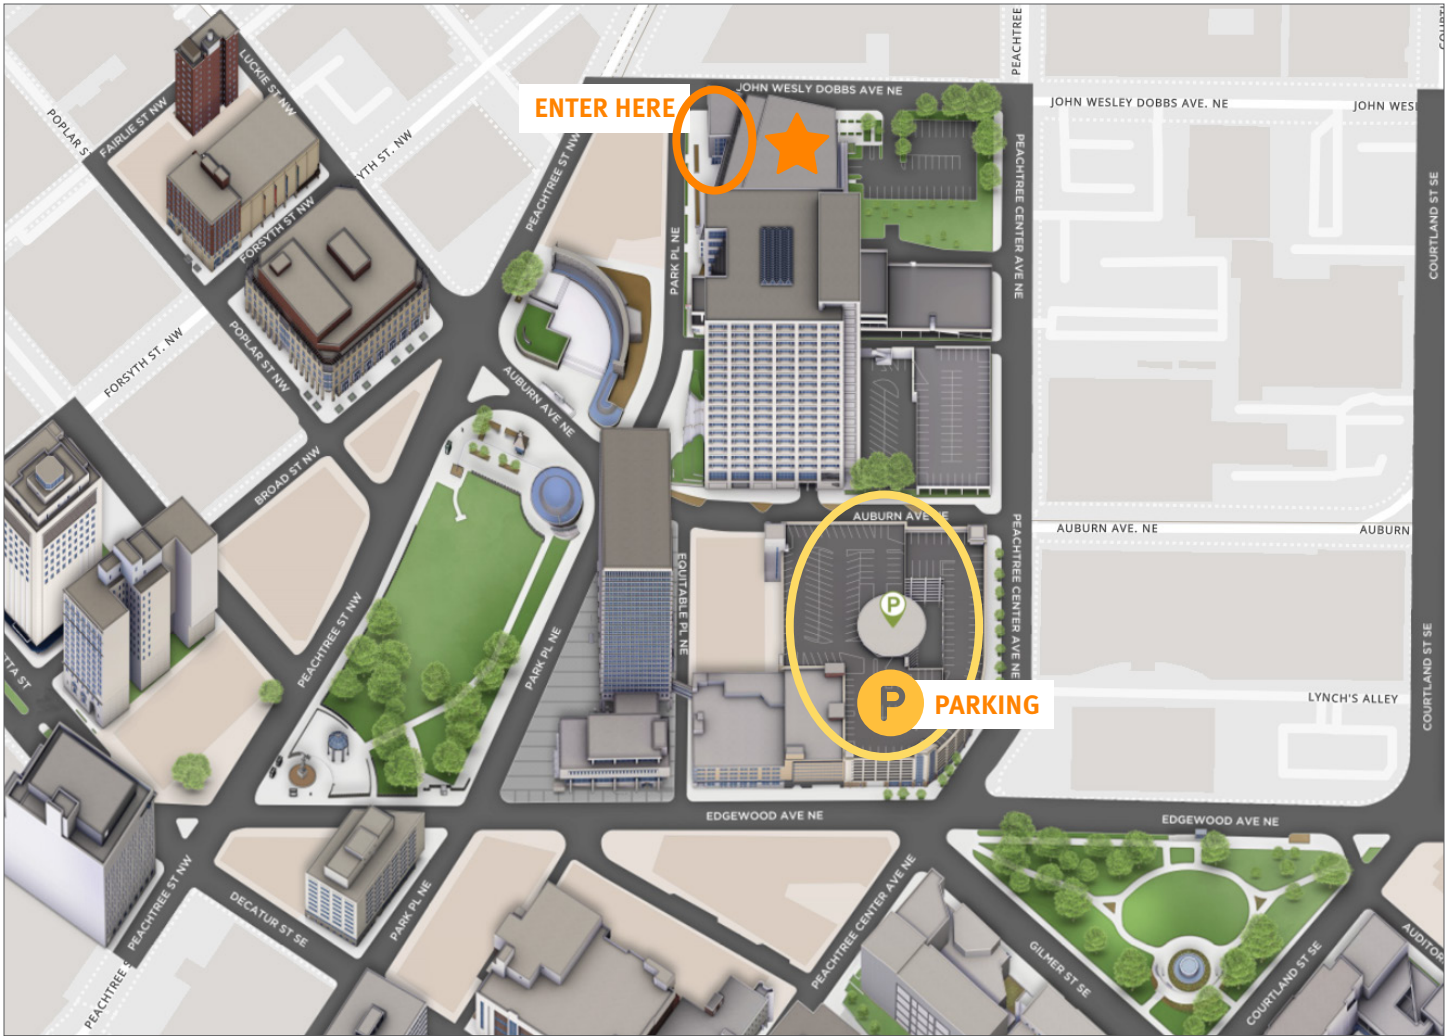 PEACHTREE
JOHN WESLY DOBBS AVE NE
ENTER HERE
JOHN WESLEY DOBBS AVE. NE
JOHN WESL
LUCKIE ST NW
FAIRLIE ST NW
POPLAR S
YTH ST. NW
PEACHTREE ST NW
PEACHTREE CENTER AVE NE
COURTLAND ST SE
FORSYTH ST NW
PARK PL NE
FORSYTH ST. NW
POPLAR ST NW
AUBURN AVE NE
BROAD ST NW
AUBURN AVE NE
AUBURN AVE. NE
AUBURN
EQUITABLE PL NE
PEACHTREE CENTER AVE NE
P
PEACHTREE ST NW
PARK PL NE
TTA ST
P
PARKING
LYNCH'S ALLEY
COURTLAND ST SE
EDGEWOOD AVE NE
EDGEWOOD AVE NE
PEACHTREE ST NW
DECATUR ST SE
PARK PL NE
PEACHTREE CENTER AVE NE
GILMER ST SE
COURTLAND ST SE
AUDITOR
PEACHTREE S